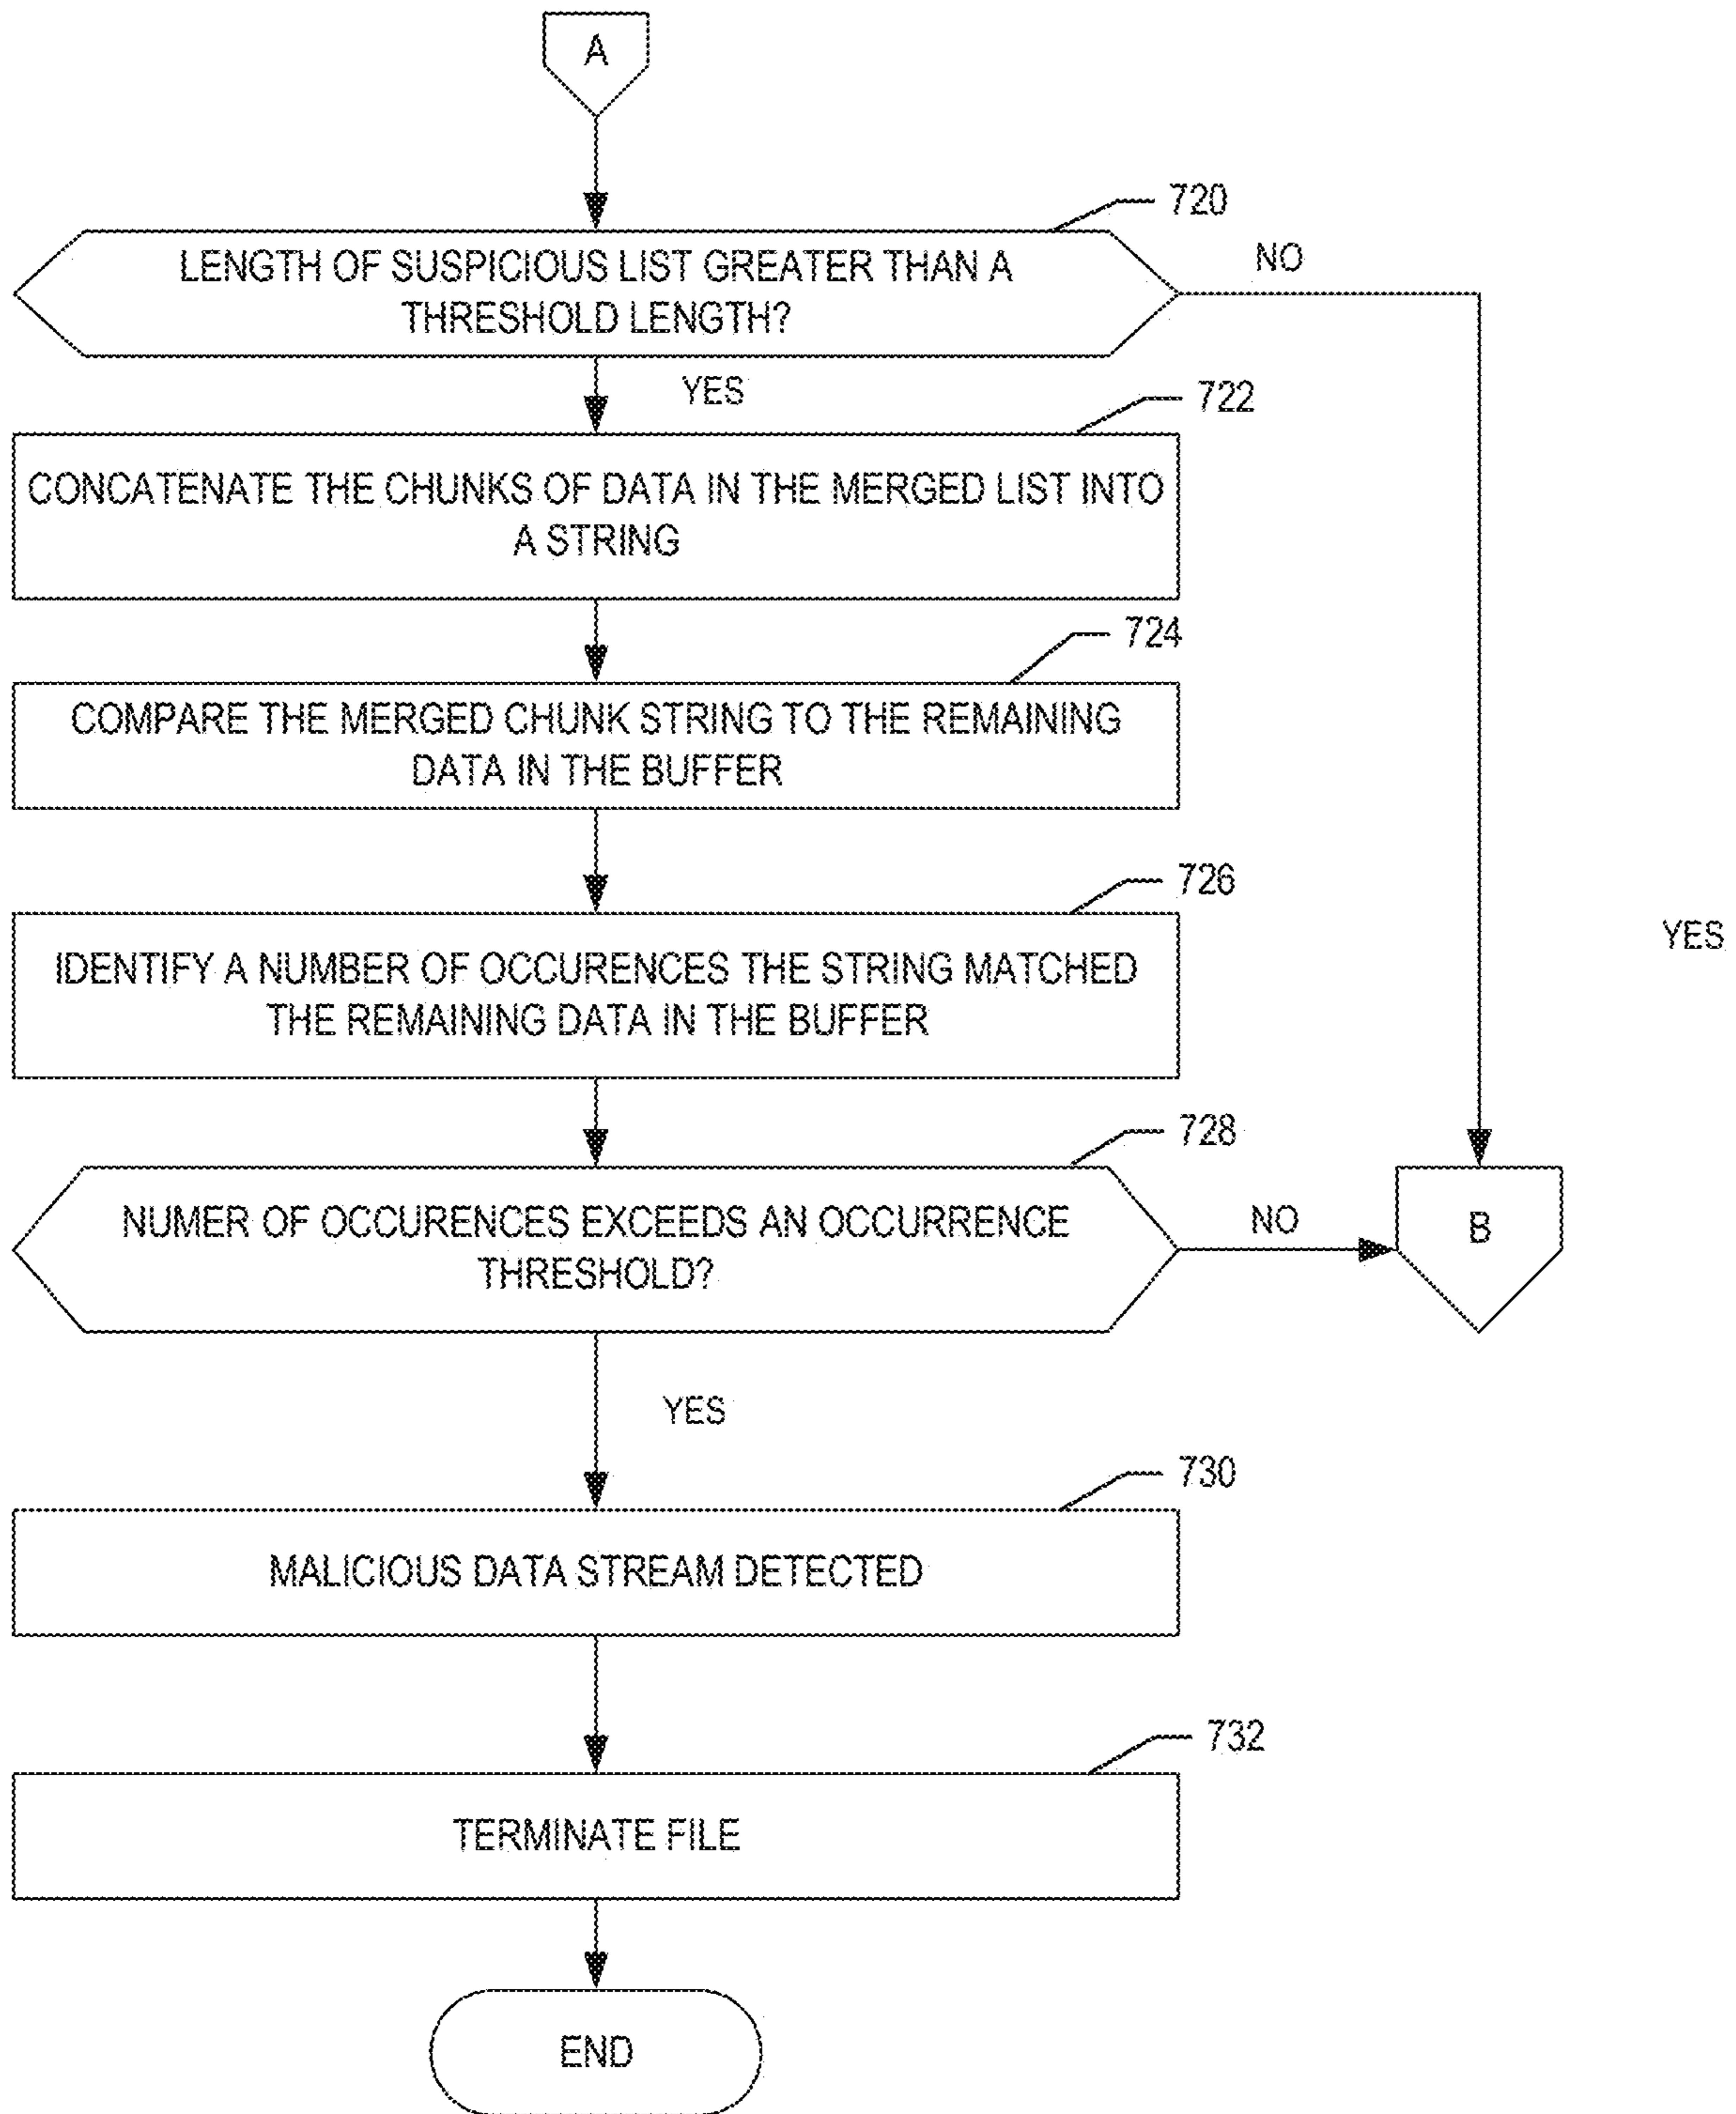 A
720
LENGTH OF SUSPICIOUS LIST GREATER THAN A
THRESHOLD LENGTH?
NO
YES
722
CONCATENATE THE CHUNKS OF DATA IN THE MERGED LIST INTO
A STRING
724
COMPARE THE MERGED CHUNK STRING TO THE REMAINING
DATA IN THE BUFFER
726
IDENTIFY A NUMBER OF OCCURENCES THE STRING MATCHED
THE REMAINING DATA IN THE BUFFER
YES
728
NUMER OF OCCURENCES EXCEEDS AN OCCURRENCE
THRESHOLD?
NO
B
YES
730
MALICIOUS DATA STREAM DETECTED
732
TERMINATE FILE
END